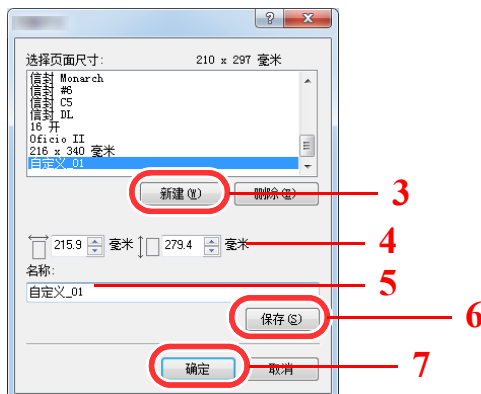 选择页面尺寸: 210 x 297 毫米
信封 Monarch
信封 #6
信封 C5
信封 DL
16 开
Oficio II
216 x 340 毫米
自定义_01
新建(W) 删除(E) 3
215.9 毫米 279.4 毫米 4
名称: 5
自定义_01
保存(S) 6
确定 取消 7